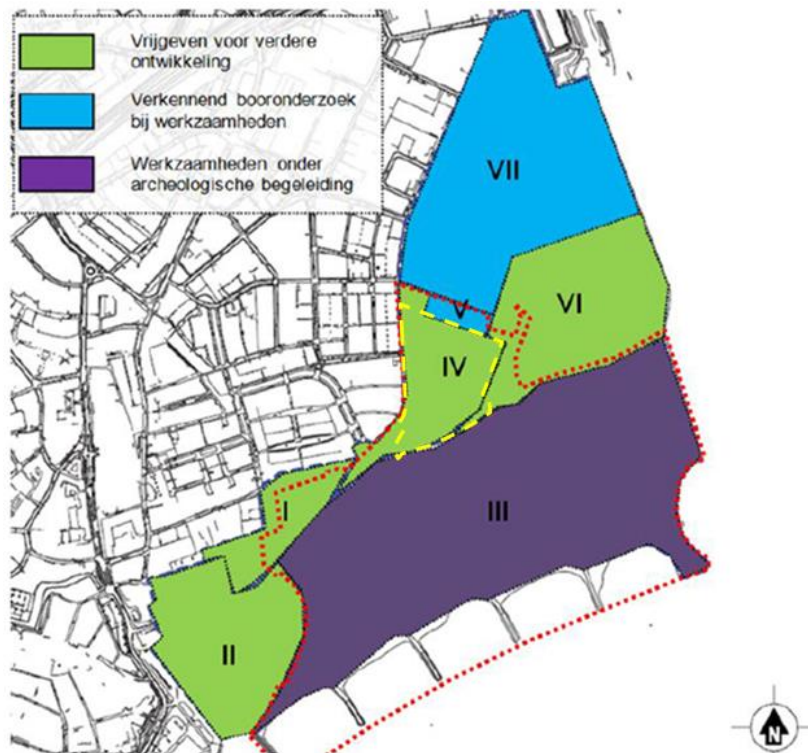 Vrijgeven voor verdere
ontwikkeling
Verkennend booronderzoek
bij werkzaamheden
Werkzaamheden onder
archeologische begeleiding
VII
V
VI
IV
III
I
II
N